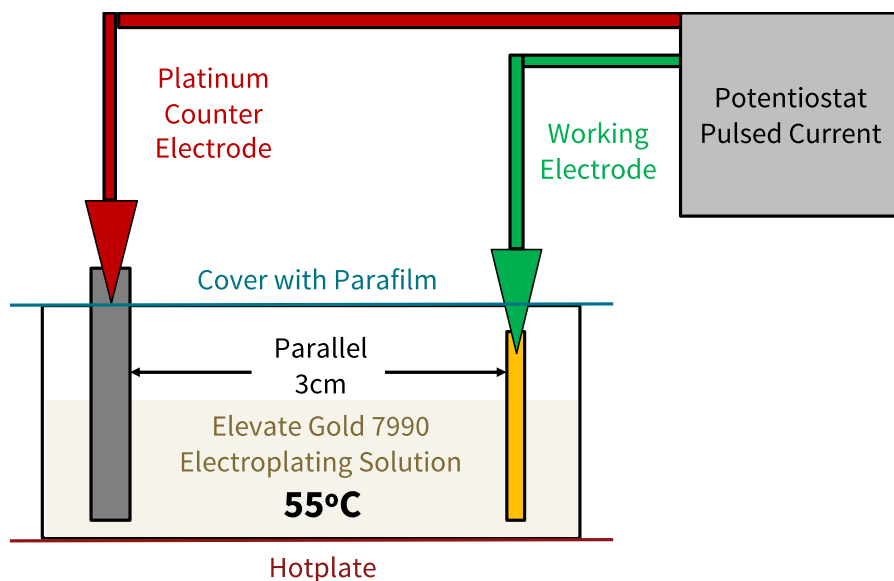 Platinum
Counter
Electrode
Working
Electrode
Potentiostat
Pulsed Current
Cover with Parafilm
Parallel
3cm
Elevate Gold 7990
Electroplating Solution
55ºC
Hotplate